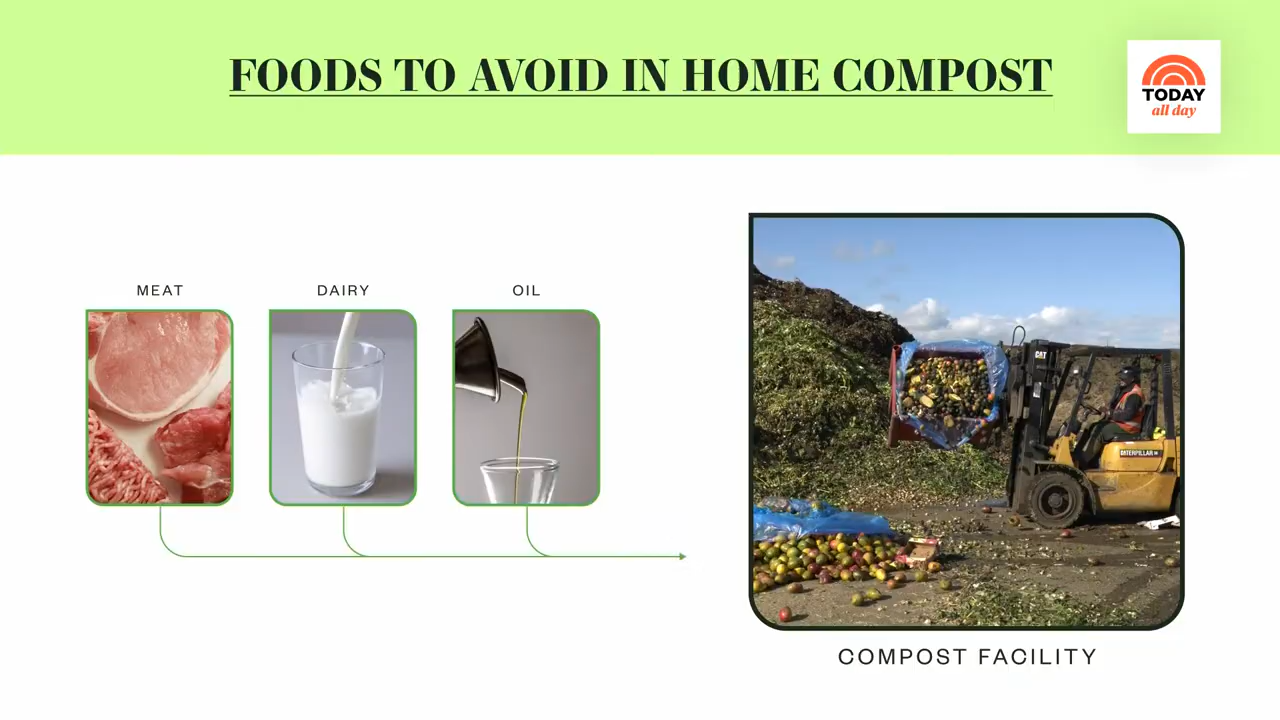 FOODS TO AVOID IN HOME COMPOST
TODAY
all day
MEAT
DAIRY
OIL
CAT
CATERPILLAR
COMPOST FACILITY